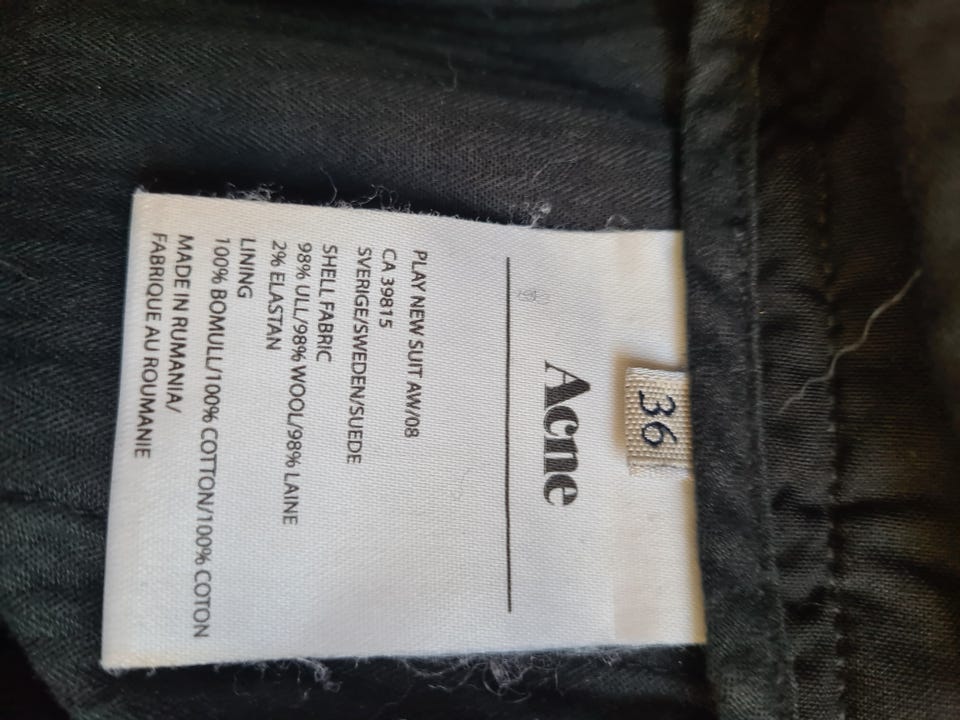 36
Acne
PLAY NEW SUIT AW/08
CA 39815
SVERIGE/SWEDEN/SUEDE
SHELL FABRIC
98% ULL/98% WOOL/98% LAINE
2% ELASTAN
LINING
100% BOMULL/100% COTTON/100% COTON
MADE IN RUMANIA/
FABRIQUE AU ROUMANIE